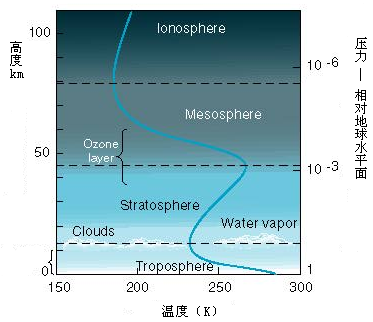 高度
km
100
50
0
Ionosphere
Mesosphere
Ozone
layer
Stratosphere
Clouds
Water vapor
Troposphere
10-6
10-3
1
压力 — 相对地球水平面
150
200
250
300
温度 (K)